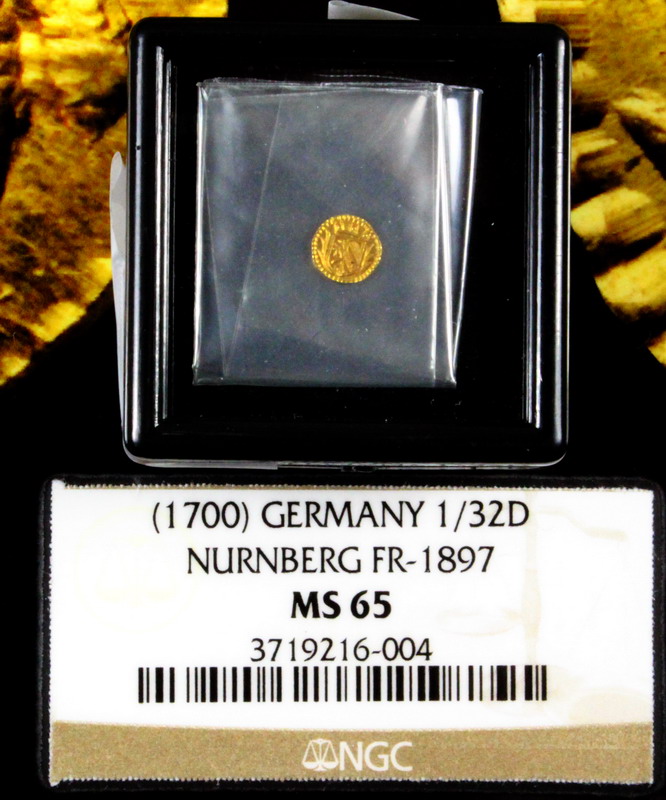 (1700) GERMANY 1/32D
NURNBERG FR-1897
MS 65
3719216-004
NGC